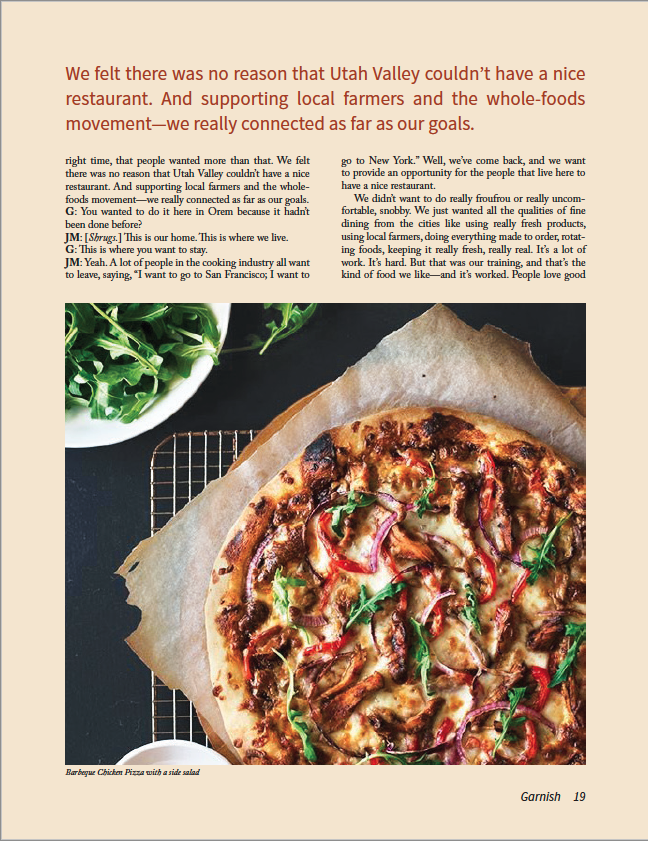 We felt there was no reason that Utah Valley couldn't have a nice
restaurant. And supporting local farmers and the whole-foods
movement—we really connected as far as our goals.
right time, that people wanted more than that. We felt
there was no reason that Utah Valley couldn't have a nice
restaurant. And supporting local farmers and the whole-
foods movement—we really connected as far as our goals.
G: You wanted to do it here in Orem because it hadn't
been done before?
JM: [Shrugs.] This is our home. This is where we live.
G: This is where you want to stay.
JM: Yeah. A lot of people in the cooking industry all want
to leave, saying, "I want to go to San Francisco; I want to
go to New York." Well, we've come back, and we want
to provide an opportunity for the people that live here to
have a nice restaurant.
We didn't want to do really froufrou or really uncom-
fortable, snobby. We just wanted all the qualities of fine
dining from the cities like using really fresh products,
using local farmers, doing everything made to order, rotat-
ing foods, keeping it really fresh, really real. It's a lot of
work. It's hard. But that was our training, and that's the
kind of food we like—and it's worked. People love good
Barbeque Chicken Pizza with a side salad
Garnish 19